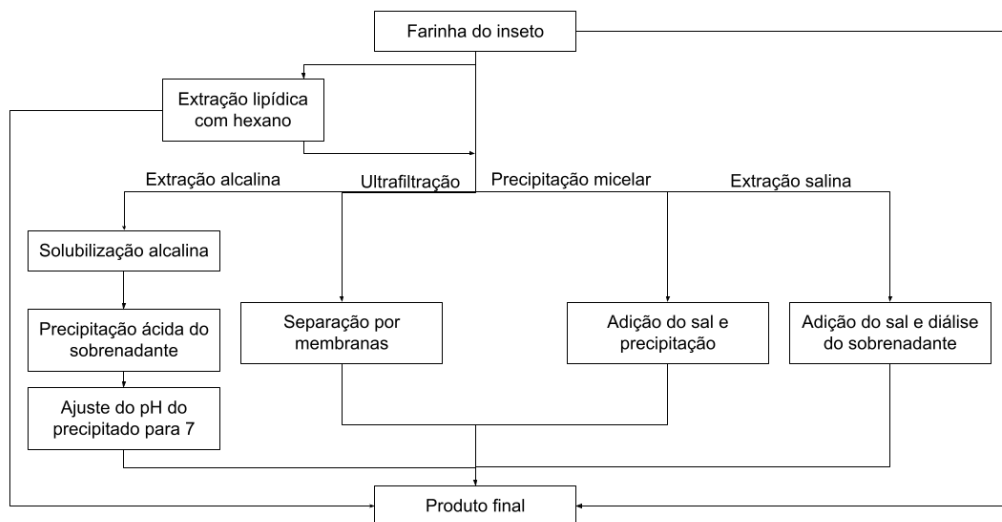 Farinha do inseto
Extração lipídica
com hexano
Extração alcalina
Ultrafiltração
Precipitação micelar
Extração salina
Solubilização alcalina
Precipitação ácida do
sobrenadante
Separação por
membranas
Adição do sal e
precipitação
Adição do sal e diálise
do sobrenadante
Ajuste do pH do
precipitado para 7
Produto final